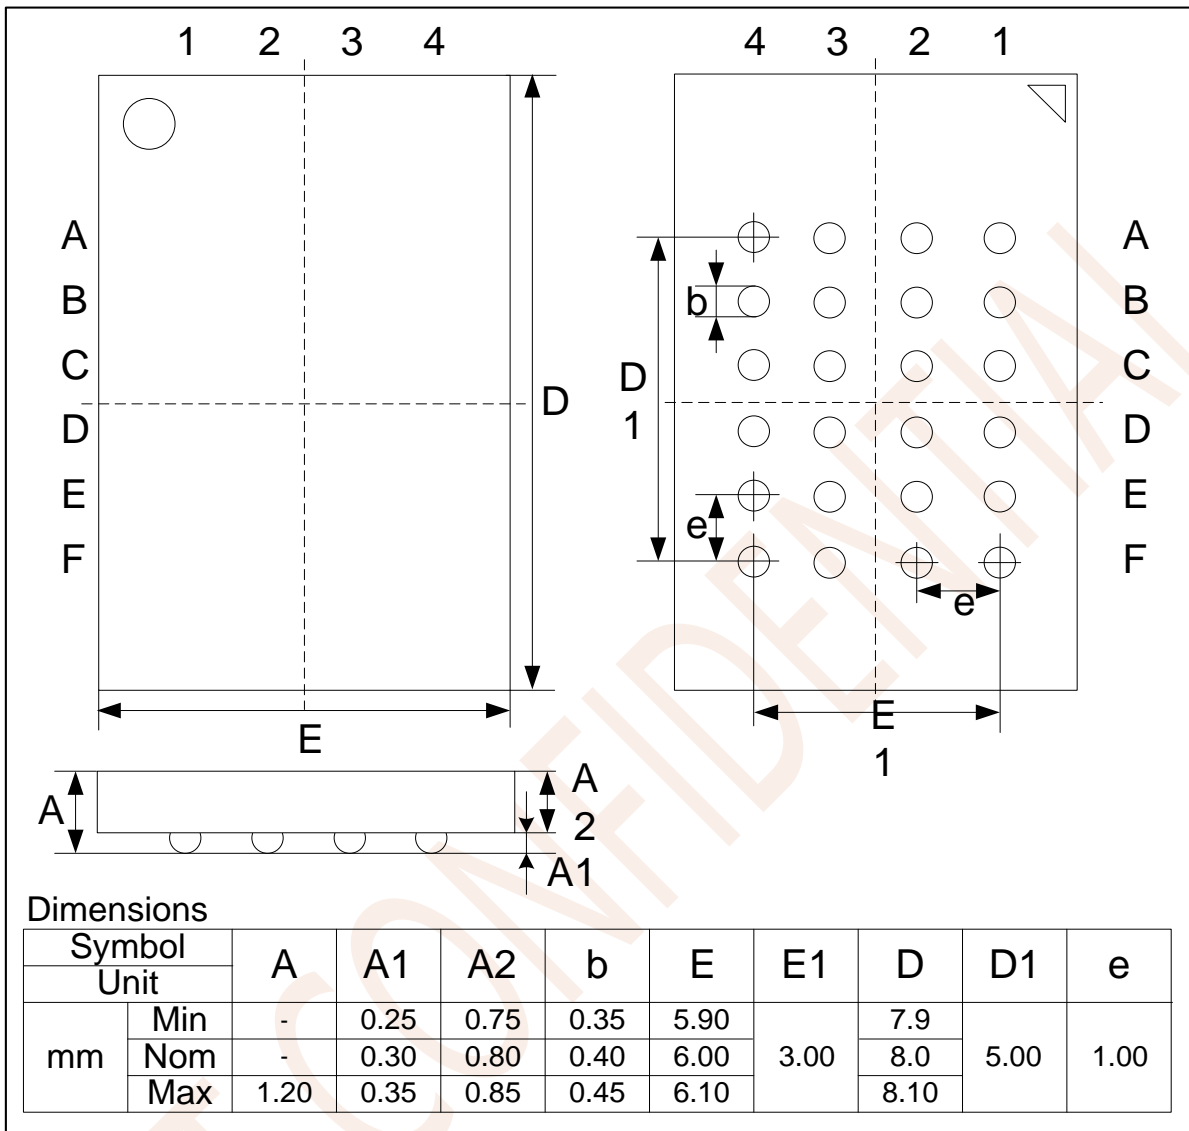 1 2 3 4 4 3 2 1
A A
B b B
C C
D
1
D D D
E E
e
F F
e
E
E
1
A A
2
A1
Dimensions
Symbol A A1 A2 b E E1 D D1 e
Unit
mm Min - 0.25 0.75 0.35 5.90 3.00 7.9 5.00 1.00
Nom - 0.30 0.80 0.40 6.00 8.0
Max 1.20 0.35 0.85 0.45 6.10 8.10
CONFIDENTIAL